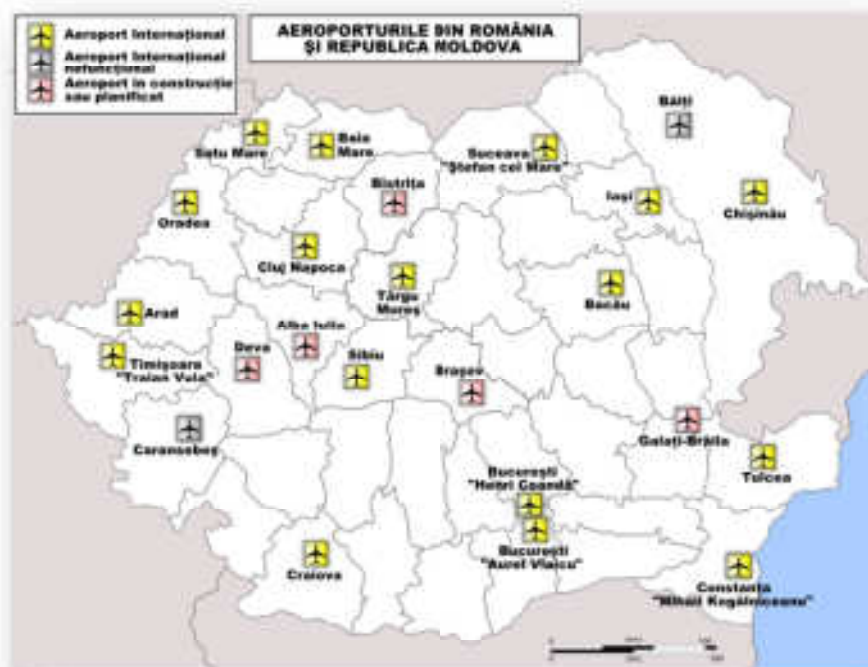 AEROPORTURILE DIN ROMÂNIA
ȘI REPUBLICA MOLDOVA
Aeroport Internațional
Aeroport Internațional
nefuncțional
Aeroport în construcție
sau planificat
Bălți
Satu Mare
Baia
Mare
Suceava
"Ștefan cel Mare"
Bistrița
Iași
Chișinău
Oradea
Cluj Napoca
Târgu
Mureș
Bacău
Arad
Alba Iulia
Deva
Timișoara
"Traian Vuia"
Sibiu
Brașov
Caransebeș
Galați-Brăila
Tulcea
București
"Henri Coandă"
București
"Aurel Vlaicu"
Craiova
Constanța
"Mihail Kogălniceanu"